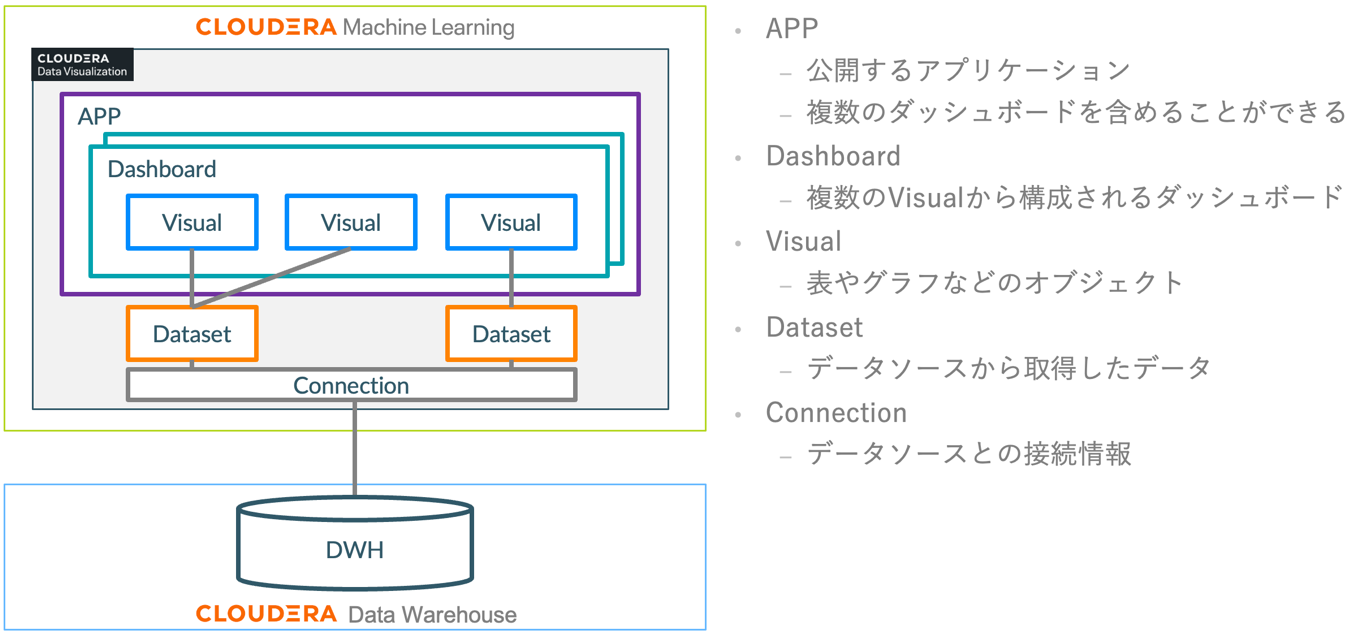 CLOUDERA Machine Learning
CLOUDERA
Data Visualization
APP
Dashboard
Visual Visual Visual
Dataset Dataset
Connection
DWH
CLOUDERA Data Warehouse
• APP
– 公開するアプリケーション
– 複数のダッシュボードを含めることができる
• Dashboard
– 複数のVisualから構成されるダッシュボード
• Visual
– 表やグラフなどのオブジェクト
• Dataset
– データソースから取得したデータ
• Connection
– データソースとの接続情報